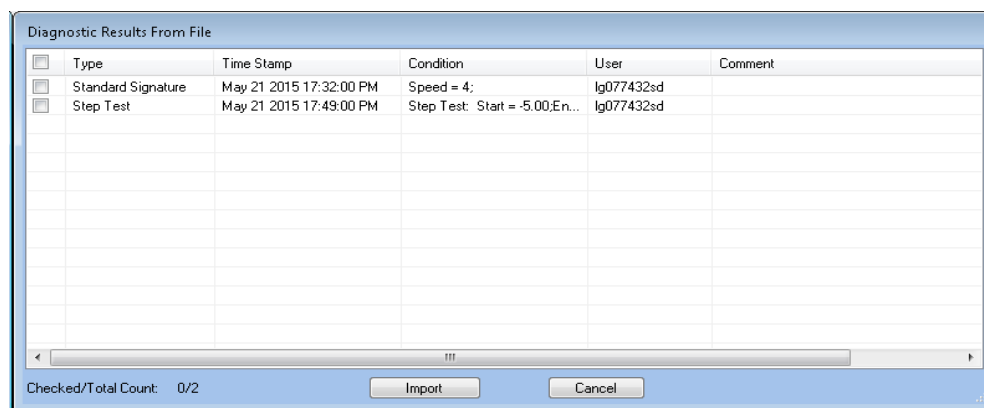 Diagnostic Results From File
Type Time Stamp Condition User Comment
Standard Signature May 21 2015 17:32:00 PM Speed = 4; lg077432sd
Step Test May 21 2015 17:49:00 PM Step Test: Start = -5.00;En... lg077432sd
Checked/Total Count: 0/2 Import Cancel